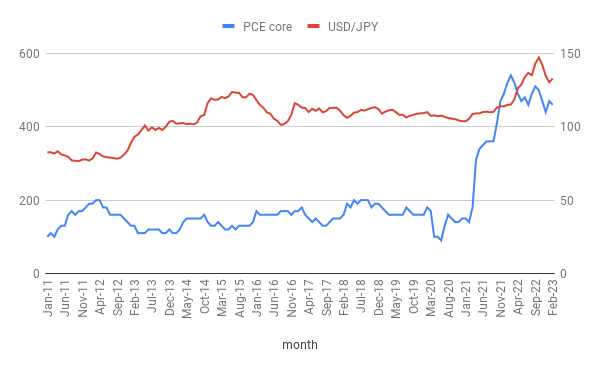 PCE core USD/JPY
600 150
400 100
200 50
0 0
Jan-11 Jun-11 Nov-11 Apr-12 Sep-12 Feb-13 Jul-13 Dec-13 May-14 Oct-14 Mar-15 Aug-15 Jan-16 Jun-16 Nov-16 Apr-17 Sep-17 Feb-18 Jul-18 Dec-18 May-19 Oct-19 Mar-20 Aug-20 Jan-21 Jun-21 Nov-21 Apr-22 Sep-22 Feb-23
month